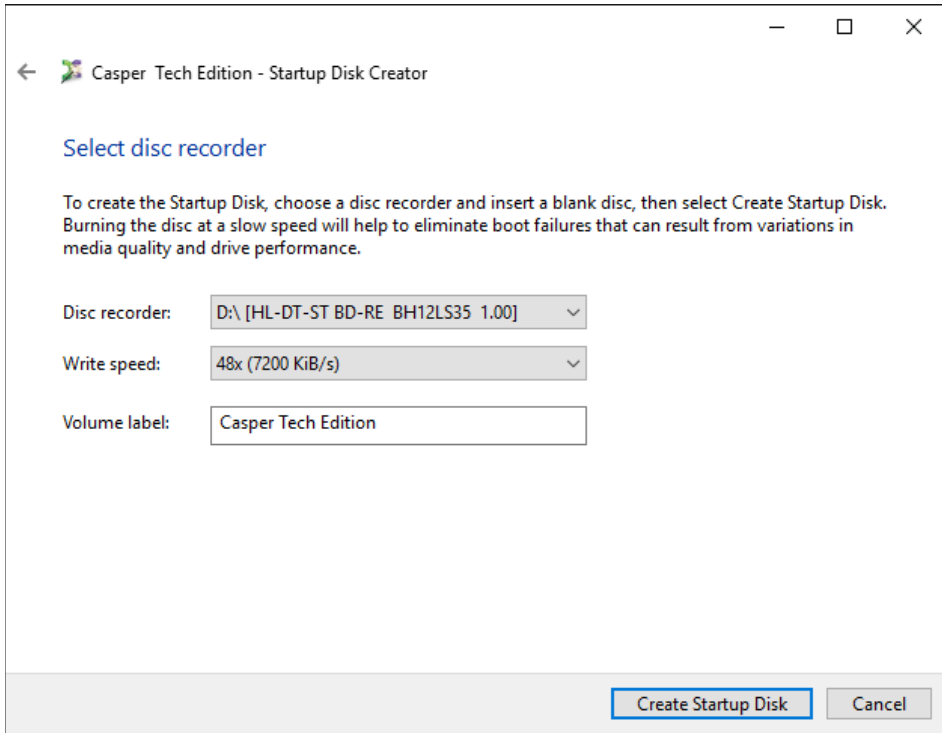 Casper  Tech Edition - Startup Disk Creator
Select disc recorder
To create the Startup Disk, choose a disc recorder and insert a blank disc, then select Create Startup Disk.
Burning the disc at a slow speed will help to eliminate boot failures that can result from variations in
media quality and drive performance.
Disc recorder: D:\ [HL-DT-ST BD-RE  BH12LS35  1.00]
Write speed: 48x (7200 KiB/s)
Volume label: Casper Tech Edition
Create Startup Disk Cancel